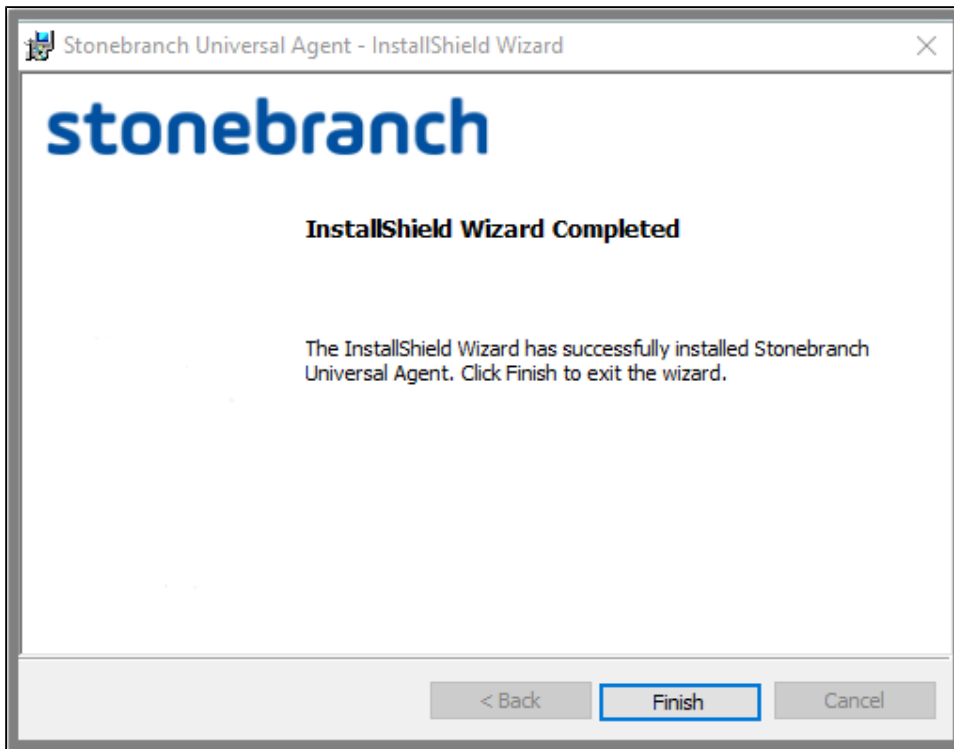 Stonebranch Universal Agent - InstallShield Wizard
stonebranch
InstallShield Wizard Completed
The InstallShield Wizard has successfully installed Stonebranch
Universal Agent. Click Finish to exit the wizard.
< Back
Finish
Cancel